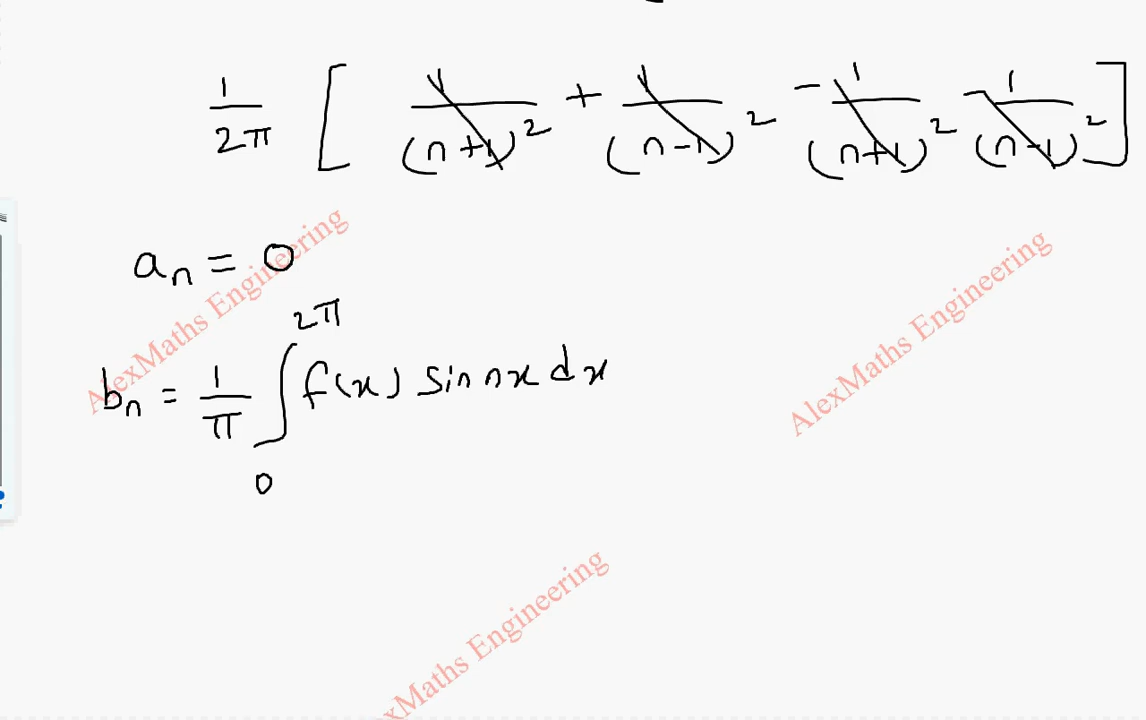 1/2π [ 1/(n+1)² + 1/(n-1)² - 1/(n+1)² - 1/(n-1)² ]
aₙ = 0
bₙ = 1/π ∫₀^2π f(x) sin nx dx
AlexMaths Engineering
AlexMaths Engineering
AlexMaths Engineering